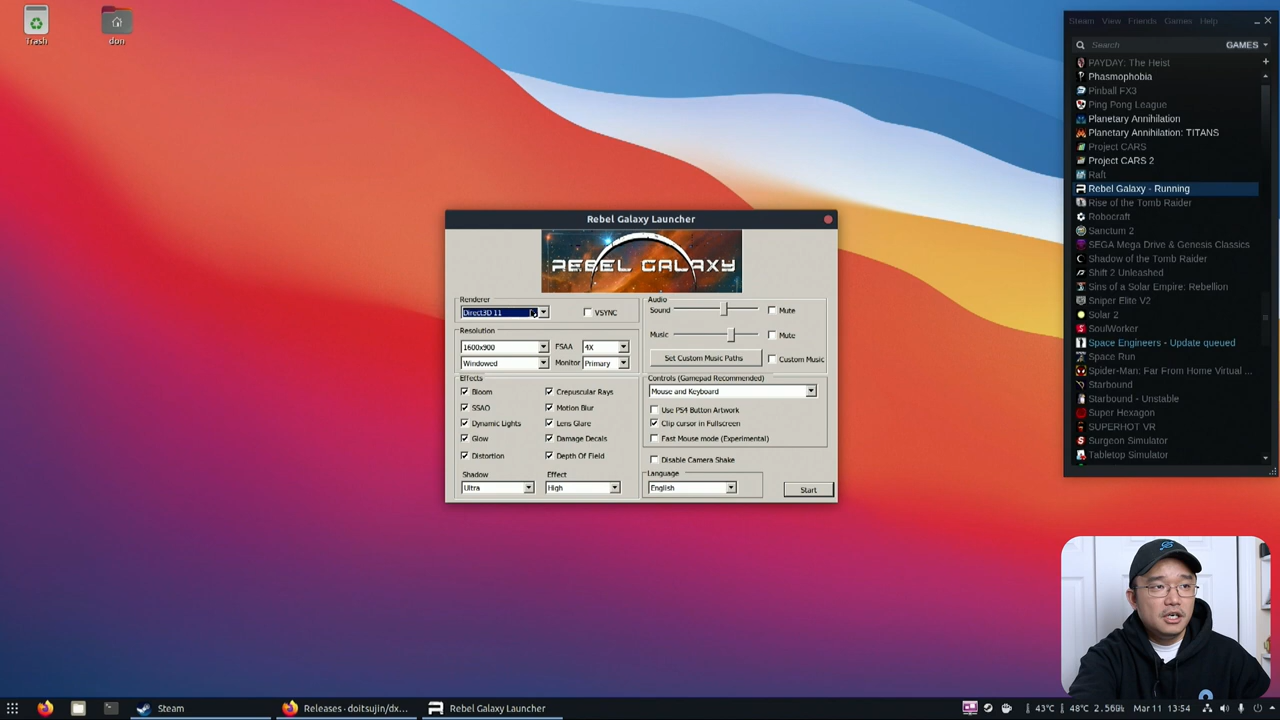 Trash
don
Steam View Friends Games Help
Search
GAMES
PAYDAY: The Heist
Phasmophobia
Pinball FX3
Ping Pong League
Planetary Annihilation
Planetary Annihilation: TITANS
Project CARS
Project CARS 2
Raft
Rebel Galaxy - Running
Rise of the Tomb Raider
Robocraft
Sanctum 2
SEGA Mega Drive & Genesis Classics
Shadow of the Tomb Raider
Shift 2 Unleashed
Sins of a Solar Empire: Rebellion
Sniper Elite V2
Solar 2
SoulWorker
Space Engineers - Update queued
Space Run
Spider-Man: Far From Home Virtual ...
Starbound
Starbound - Unstable
Super Hexagon
SUPERHOT VR
Surgeon Simulator
Tabletop Simulator
Rebel Galaxy Launcher
REBEL GALAXY
Renderer
Direct3D 11
VSYNC
Resolution
1600x900
FSAA
4X
Windowed
Monitor
Primary
Effects
Bloom
Crepuscular Rays
SSAO
Motion Blur
Dynamic Lights
Lens Glare
Glow
Damage Decals
Distortion
Depth Of Field
Shadow
Effect
Ultra
High
Audio
Sound
Mute
Music
Mute
Set Custom Music Paths
Custom Music
Controls (Gamepad Recommended)
Mouse and Keyboard
Use PS4 Button Artwork
Clip cursor in Fullscreen
Fast Mouse mode (Experimental)
Disable Camera Shake
Language
English
Start
Steam
Releases · doitsujin/dx...
Rebel Galaxy Launcher
43°C
48°C
Mar 11 13:54